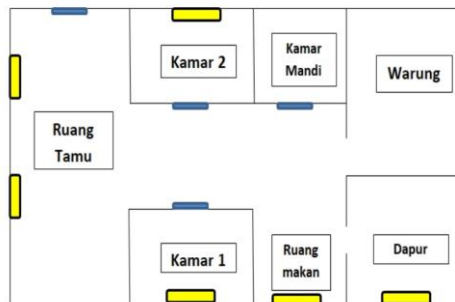 Kamar 2
Kamar
Mandi
Warung
Ruang
Tamu
Kamar 1
Ruang
makan
Dapur